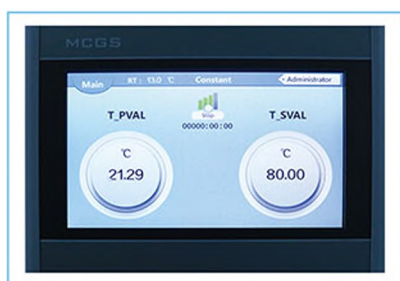 MCGS
Main RT : 13.0 ℃ Constant Administrator
T_PVAL
Stop
00000:00:00
T_SVAL
℃
21.29
℃
80.00